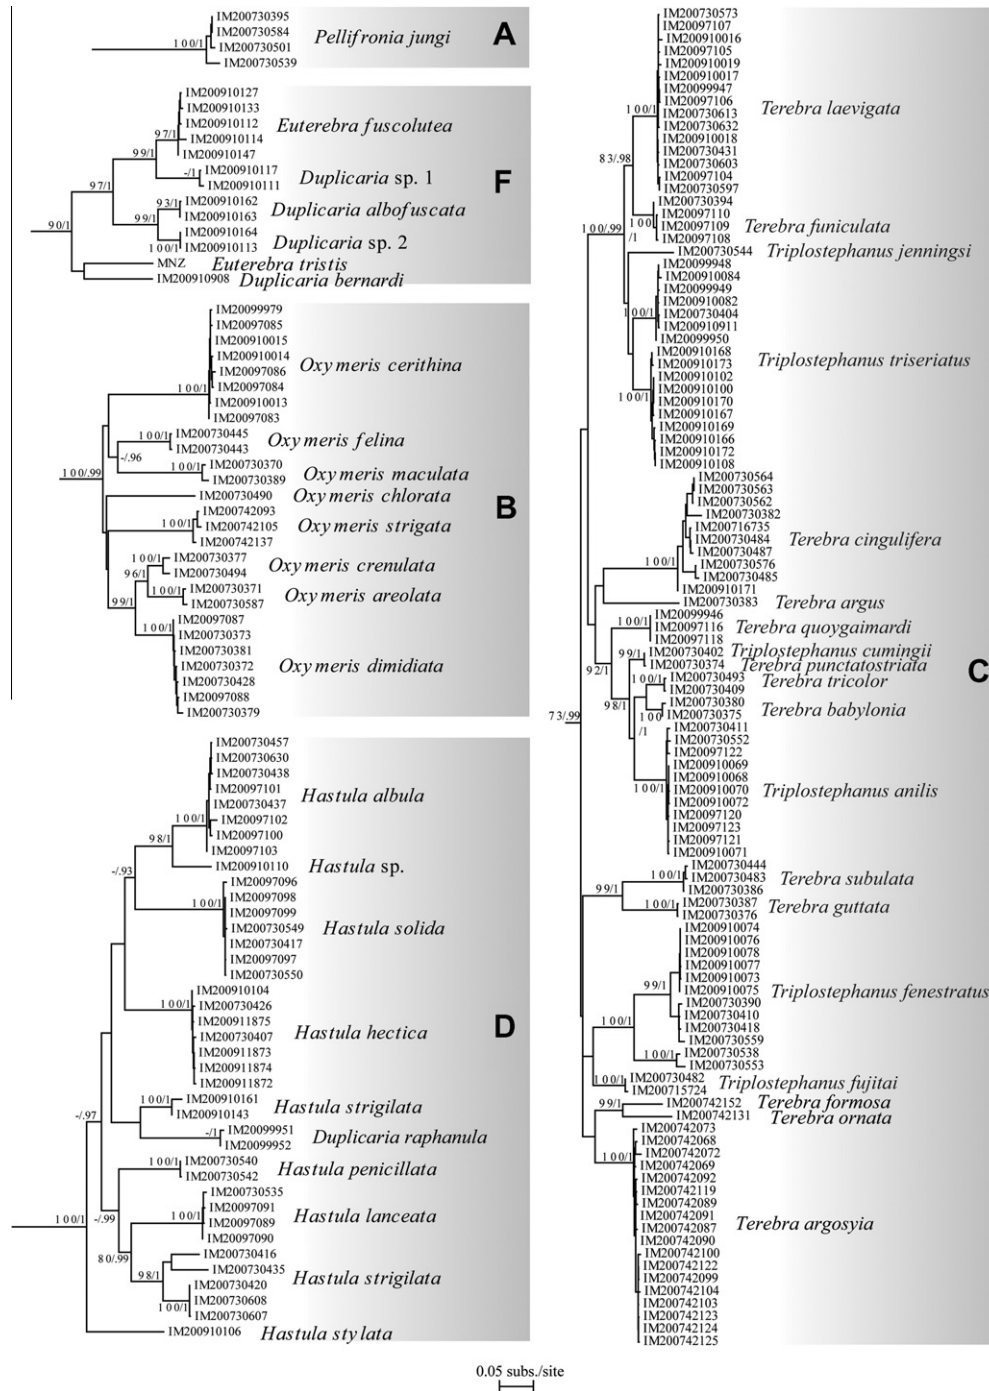 IM200730395
IM200730584
IM200730501
IM200730539
100/1
Pellifronia jungi
A
IM200910127
IM200910133
IM200910112
IM200910114
IM200910147
97/1
Euterebra fuscolutea
99/1
IM200910117
IM200910111
-/1
Duplicaria sp. 1
F
97/1
IM200910162
IM200910163
93/1
Duplicaria albofuscata
99/1
IM200910164
IM200910113
100/1
Duplicaria sp. 2
90/1
MNZ
Euterebra tristis
IM200910908
Duplicaria bernardi
IM20099979
IM20097085
IM200910015
IM200910014
IM20097086
IM20097084
IM200910013
IM20097083
100/1
Oxymeris cerithina
IM200730445
IM200730443
100/1
Oxymeris felina
-/.96
IM200730370
IM200730389
100/1
Oxymeris maculata
100/.99
IM200730490
Oxymeris chlorata
B
IM200742093
IM200742105
IM200742137
100/1
Oxymeris strigata
IM200730377
IM200730494
100/1
Oxymeris crenulata
96/1
IM200730371
IM200730587
100/1
Oxymeris areolata
99/1
IM20097087
IM200730373
IM200730381
IM200730372
IM200730428
IM20097088
IM200730379
100/1
Oxymeris dimidiata
IM200730457
IM200730630
IM200730438
IM20097101
IM200730437
IM20097102
IM20097100
IM20097103
100/1
Hastula albula
98/1
IM200910110
Hastula sp.
-/.93
IM20097096
IM20097098
IM20097099
IM200730549
IM200730417
IM20097097
IM200730550
100/1
Hastula solida
IM200910104
IM200730426
IM200911875
IM200730407
IM200911873
IM200911874
IM200911872
100/1
Hastula hectica
D
IM200910161
IM200910143
100/1
Hastula strigilata
-/.97
IM20099951
IM20099952
-/1
Duplicaria raphanula
IM200730540
IM200730542
100/1
Hastula penicillata
-/.99
IM200730535
IM20097091
IM20097089
IM20097090
100/1
Hastula lanceata
100/1
80/.99
IM200730416
IM200730435
98/1
Hastula strigilata
IM200730420
IM200730608
IM200730607
100/1
IM200910106
Hastula stylata
IM200730573
IM20097107
IM200910016
IM20097105
IM200910019
IM200910017
IM20099947
IM20097106
IM200730613
IM200730632
IM200910018
IM200730431
IM200730603
IM20097104
IM200730597
100/1
Terebra laevigata
83/.98
IM200730394
IM20097110
IM20097109
IM20097108
100
/1
Terebra funiculata
100/.99
IM200730544
Triplostephanus jenningsi
IM20099948
IM200910084
IM20099949
IM200910082
IM200730404
IM200910911
IM20099950
100/1
IM200910168
IM200910173
IM200910102
IM200910100
IM200910170
IM200910167
IM200910169
IM200910166
IM200910172
IM200910108
100/1
Triplostephanus triseriatus
IM200730564
IM200730563
IM200730562
IM200730382
IM200716735
IM200730484
IM200730487
IM200730576
IM200730485
IM200910171
100/1
Terebra cingulifera
IM200730383
Terebra argus
IM20099946
IM20097116
IM20097118
100/1
Terebra quoygaimardi
92/1
IM200730402
IM200730374
99/1
Triplostephanus cumingii
Terebra punctatostriata
C
IM200730493
IM200730409
100/1
Terebra tricolor
98/1
IM200730380
IM200730375
100
/1
Terebra babylonia
73/.99
IM200730411
IM200730552
IM20097122
IM200910069
IM200910068
IM200910070
IM200910072
IM20097120
IM20097123
IM20097121
IM200910071
100/1
Triplostephanus anilis
IM200730444
IM200730483
IM200730386
100/1
Terebra subulata
99/1
IM200730387
IM200730376
100/1
Terebra guttata
IM200910074
IM200910076
IM200910078
IM200910077
IM200910073
IM200910075
99/1
IM200730390
IM200730410
IM200730418
IM200730559
Triplostephanus fenestratus
100/1
IM200730538
IM200730553
100/1
IM200730482
IM200715724
100/1
Triplostephanus fujitai
IM200742152
Terebra formosa
99/1
IM200742131
Terebra ornata
IM200742073
IM200742068
IM200742072
IM200742069
IM200742092
IM200742119
IM200742089
IM200742091
IM200742087
IM200742090
IM200742100
IM200742122
IM200742099
IM200742104
IM200742103
IM200742123
IM200742124
IM200742125
100/1
Terebra argosyia
0.05 subs./site